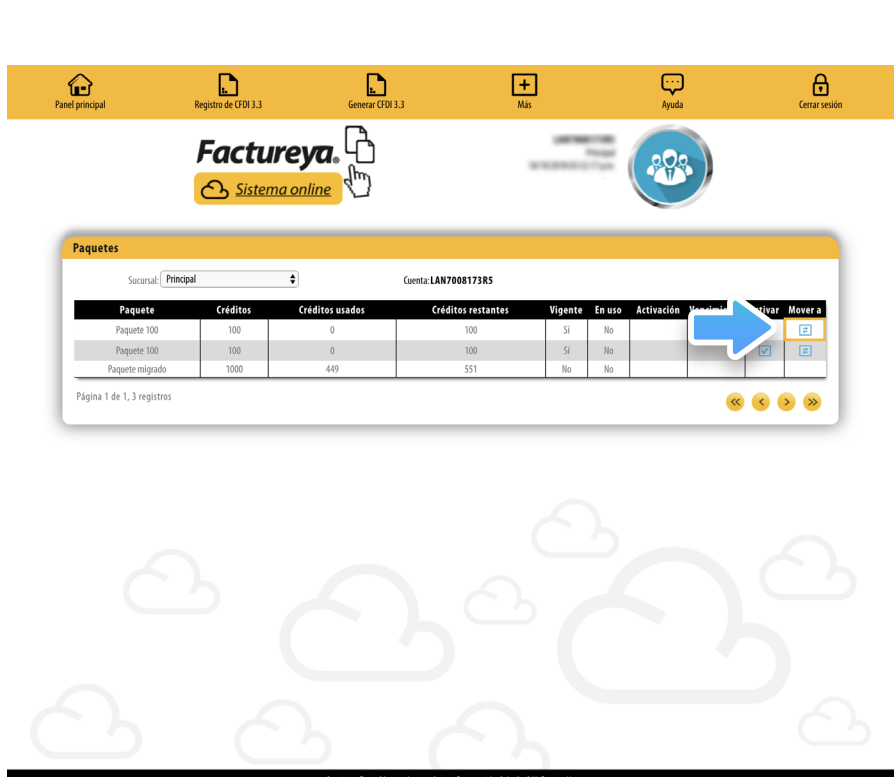 Panel principal
Registro de CFDI 3.3
Generar CFDI 3.3
Más
Ayuda
Cerrar sesión
Factureya®
Sistema online
Paquetes
Sucursal: Principal
Cuenta: LAN7008173R5
Paquete Créditos Créditos usados Créditos restantes Vigente En uso Activación Mover a
Paquete 100 100 0 100 Sí No
Paquete 100 100 0 100 Sí No
Paquete migrado 1000 449 551 No No
Página 1 de 1, 3 registros